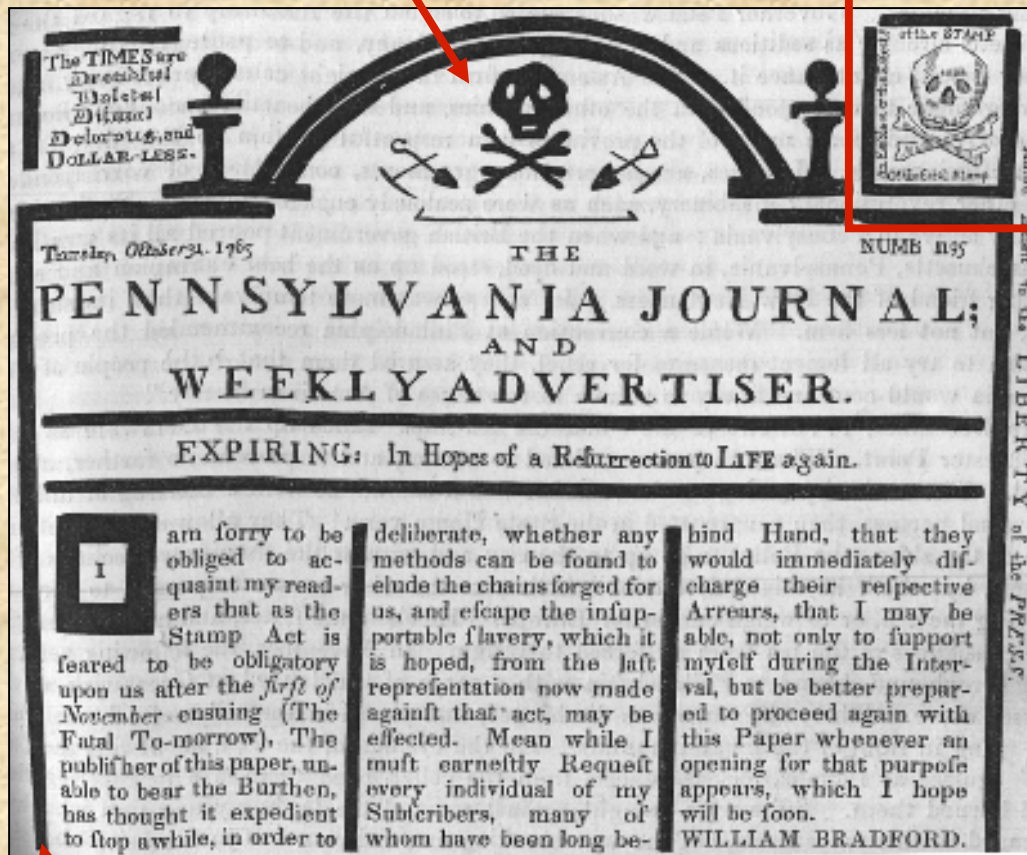 The TIMES are
Dreadful
Doleful
Diſmal
Dolorous, and
DOLLAR-LESS.
of the STAMP
Thurſday, October 31. 1765
THE
NUMB 1195
PENNSYLVANIA JOURNAL;
AND
WEEKLY ADVERTISER.
EXPIRING: In Hopes of a Reſurrection to LIFE again.
I am ſorry to be
obliged to ac-
quaint my read-
ers that as the
Stamp Act is
feared to be obligatory
upon us after the firſt of
November enſuing (The
Fatal To-morrow). The
publiſher of this paper, un-
able to bear the Burthen,
has thought it expedient
to ſtop awhile, in order to
deliberate, whether any
methods can be found to
elude the chains forged for
us, and eſcape the inſup-
portable ſlavery, which it
is hoped, from the laſt
repreſentation now made
againſt that act, may be
effected. Mean while I
muſt earneſtly Requeſt
every individual of my
Subſcribers, many of
whom have been long be-
hind Hand, that they
would immediately diſ-
charge their reſpective
Arrears, that I may be
able, not only to ſupport
myſelf during the Inter-
val, but be better prepar-
ed to proceed again with
this Paper whenever an
opening for that purpoſe
appears, which I hope
will be ſoon.
WILLIAM BRADFORD.
LIBERTY of the PRESS